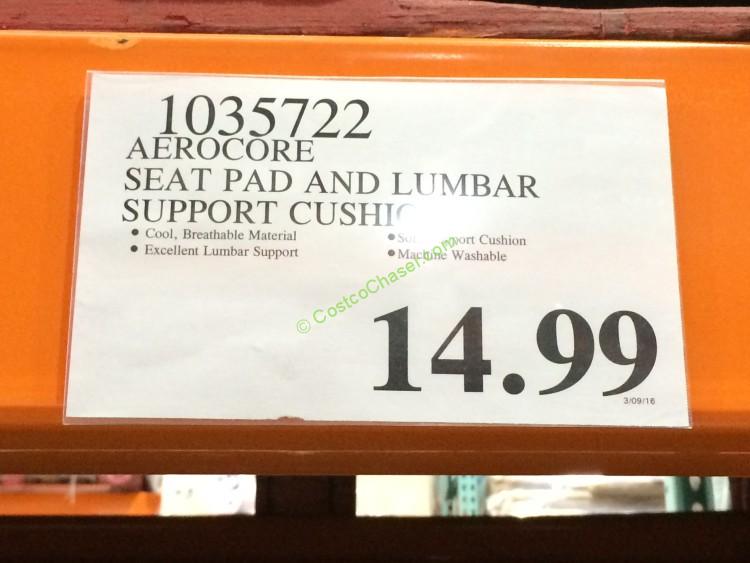 1035722
AEROCORE
SEAT PAD AND LUMBAR
SUPPORT CUSHIO
• Cool, Breathable Material
• Excellent Lumbar Support
• Cushion
• Machine Washable
© CostcoChaser.com
14.99
3/09/16